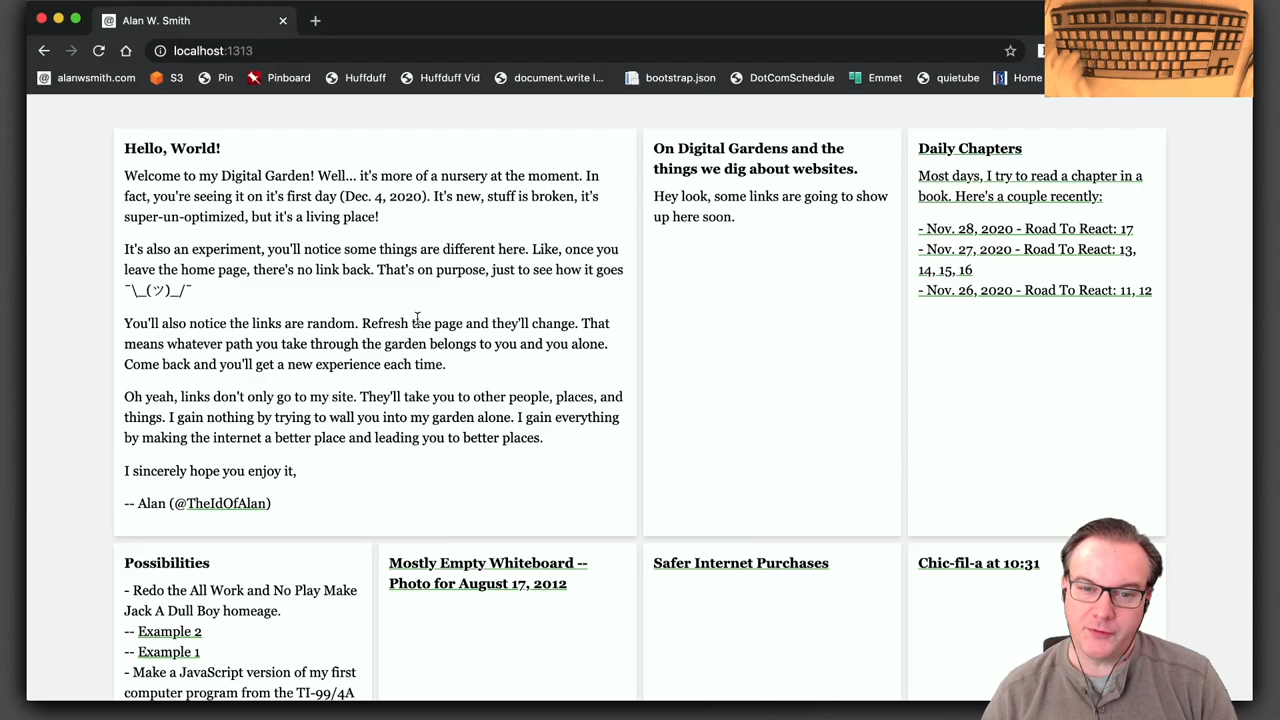 Alan W. Smith
localhost:1313
alanwsmith.com
S3
Pin
Pinboard
Huffduff
Huffduff Vid
document.write I...
bootstrap.json
DotComSchedule
Emmet
quietube
Home
Hello, World!
Welcome to my Digital Garden! Well... it's more of a nursery at the moment. In
fact, you're seeing it on it's first day (Dec. 4, 2020). It's new, stuff is broken, it's
super-un-optimized, but it's a living place!
It's also an experiment, you'll notice some things are different here. Like, once you
leave the home page, there's no link back. That's on purpose, just to see how it goes
¯\_(ツ)_/¯
You'll also notice the links are random. Refresh the page and they'll change. That
means whatever path you take through the garden belongs to you and you alone.
Come back and you'll get a new experience each time.
Oh yeah, links don't only go to my site. They'll take you to other people, places, and
things. I gain nothing by trying to wall you into my garden alone. I gain everything
by making the internet a better place and leading you to better places.
I sincerely hope you enjoy it,
-- Alan (@TheIdOfAlan)
On Digital Gardens and the
things we dig about websites.
Hey look, some links are going to show
up here soon.
Daily Chapters
Most days, I try to read a chapter in a
book. Here's a couple recently:
- Nov. 28, 2020 - Road To React: 17
- Nov. 27, 2020 - Road To React: 13,
14, 15, 16
- Nov. 26, 2020 - Road To React: 11, 12
Possibilities
- Redo the All Work and No Play Make
Jack A Dull Boy homeage.
-- Example 2
-- Example 1
- Make a JavaScript version of my first
computer program from the TI-99/4A
Mostly Empty Whiteboard --
Photo for August 17, 2012
Safer Internet Purchases
Chic-fil-a at 10:31